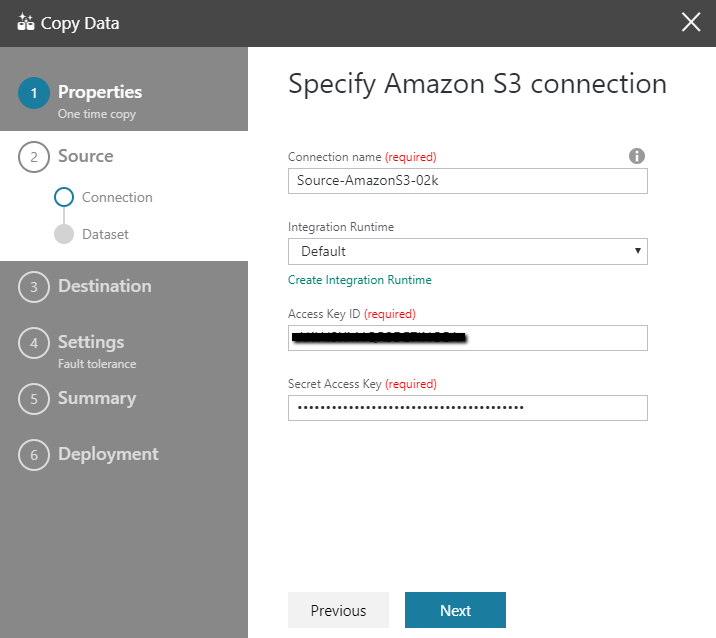 Copy Data
1 Properties
One time copy
2 Source
Connection
Dataset
3 Destination
4 Settings
Fault tolerance
5 Summary
6 Deployment
Specify Amazon S3 connection
Connection name (required)
Source-AmazonS3-02k
Integration Runtime
Default
Create Integration Runtime
Access Key ID (required)
Secret Access Key (required)
••••••••••••••••••••••••••••••••••••••••
Previous
Next